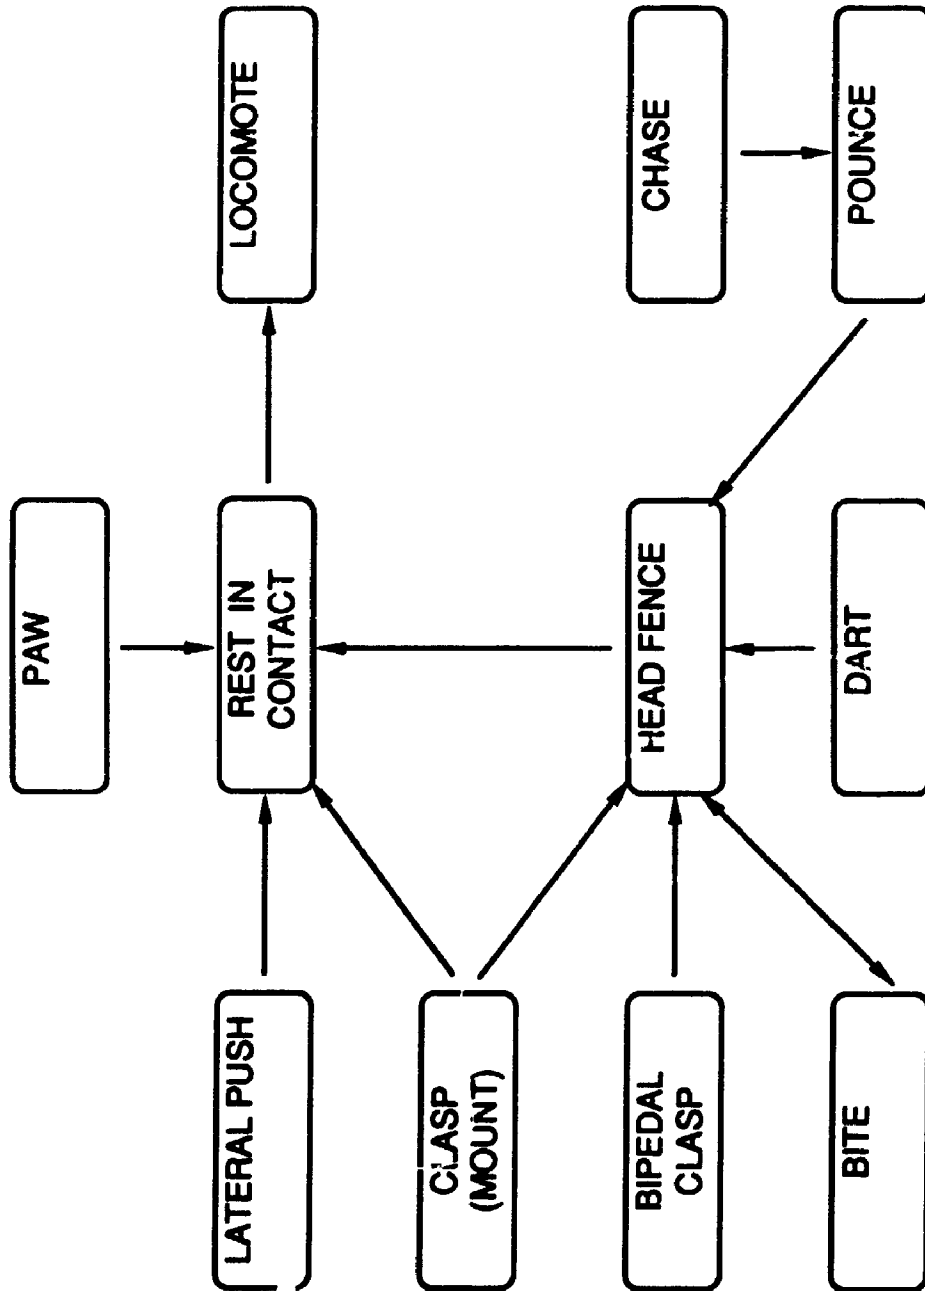 PAW
LATERAL PUSH
REST IN
CONTACT
LOCOMOTE
CLASP
(MOUNT)
BIPEDAL
CLASP
HEAD FENCE
CHASE
BITE
DART
POUNCE